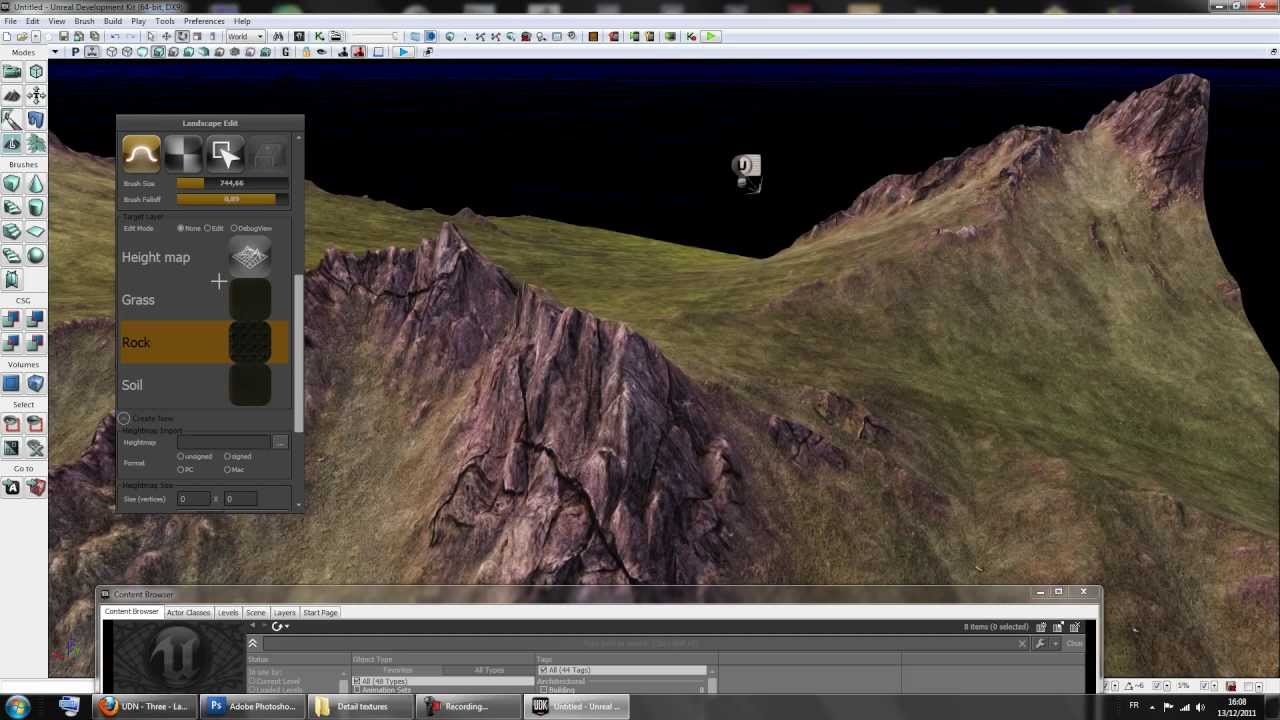 Untitled - Unreal Development Kit (64-bit, DX9)
File Edit View Brush Build Play Tools Preferences Help
World
Modes
P
G
Brushes
CSG
Volumes
Select
Go to
Landscape Edit
Brush Size 744,66
Brush Falloff 0,89
Target Layer
Edit Mode None Edit DebugView
Height map
Grass
Rock
Soil
Create New
Heightmap Import
Heightmap ...
Format unsigned signed
PC Mac
Heightmap Size
Size (vertices) 0 X 0
Content Browser
Content Browser Actor Classes Levels Scene Layers Start Page
8 items (0 selected)
Clear
Status Object Type Tags
Favorites All Types All (44 Tags)
In site by: All (48 Types) Architectural
Current Level
Loaded Levels Animation Sets Building 0
1%
UDN - Three - La... Adobe Photosho... Detail textures Recording... Untitled - Unreal ...
FR
16:08
13/12/2011